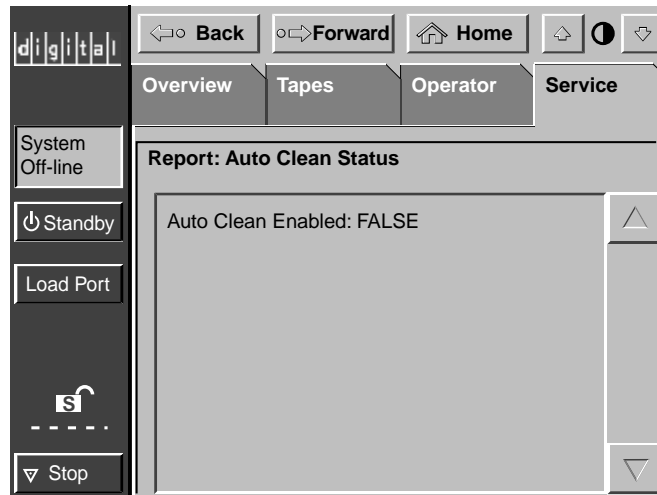 digital
Back
Forward
Home
Overview
Tapes
Operator
Service
System
Off-line
Report: Auto Clean Status
Standby
Auto Clean Enabled: FALSE
Load Port
S
Stop